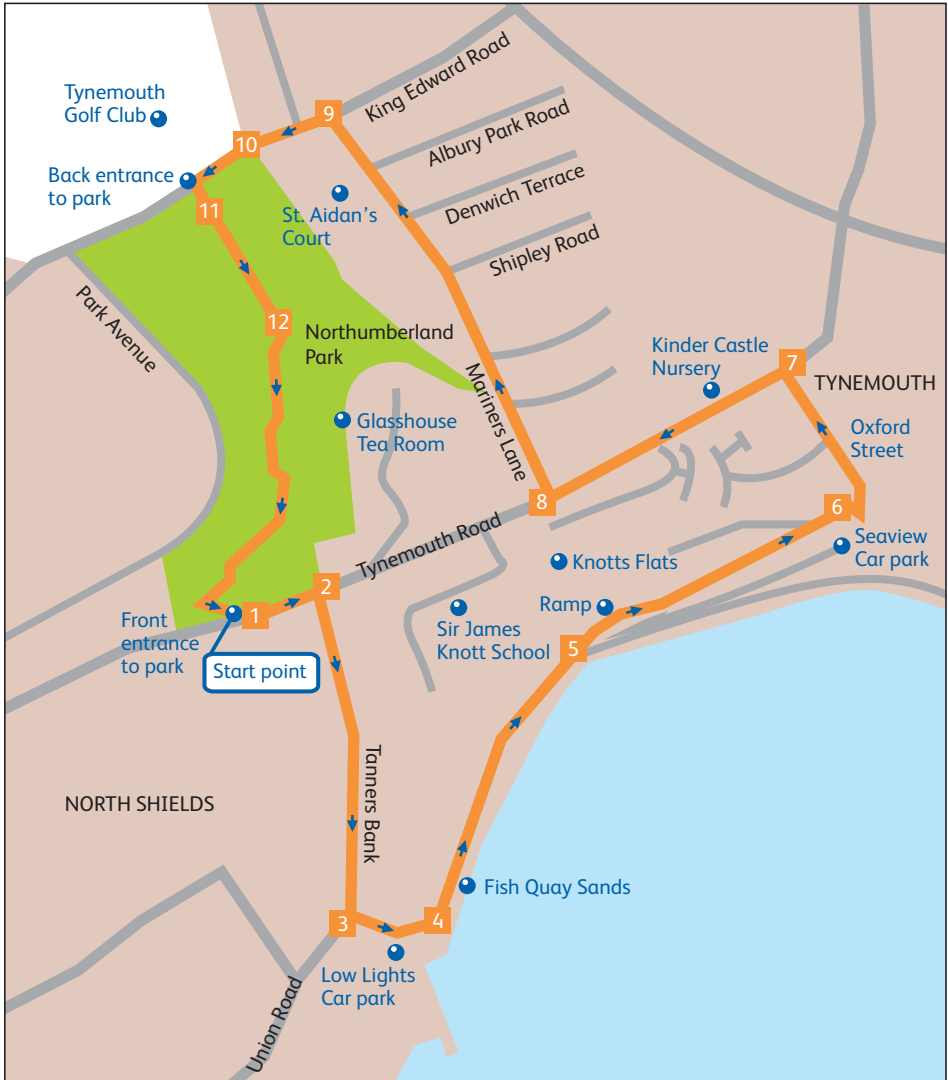 9
King Edward Road
Tynemouth
Golf Club
Albury Park Road
10
Back entrance
to park
Denwich Terrace
St. Aidan's
Court
11
Shipley Road
Park Avenue
12
Northumberland
Park
Kinder Castle
Nursery
7
TYNEMOUTH
Mariners Lane
Glasshouse
Tea Room
Oxford
Street
8
6
Tynemouth Road
Seaview
Car park
Knotts Flats
2
1
Ramp
Front
entrance
to park
Sir James
Knott School
5
Start point
Tanners Bank
NORTH SHIELDS
Fish Quay Sands
3
4
Low Lights
Car park
Union Road